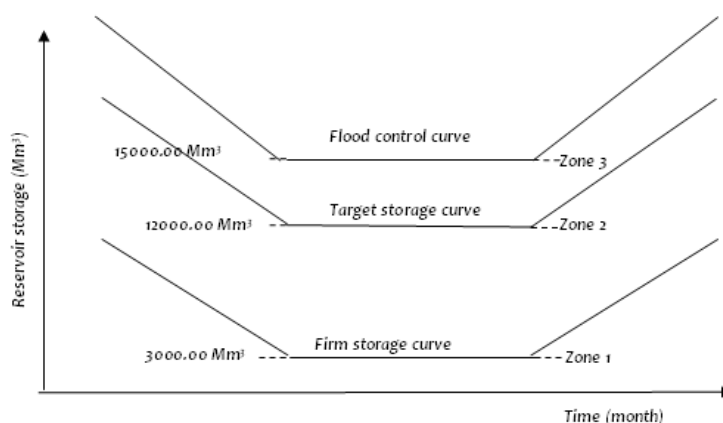 Flood control curve
15000.00 Mm³
Zone 3
Target storage curve
12000.00 Mm³
Zone 2
Firm storage curve
3000.00 Mm³
Zone 1
Reservoir storage (Mm³)
Time (month)